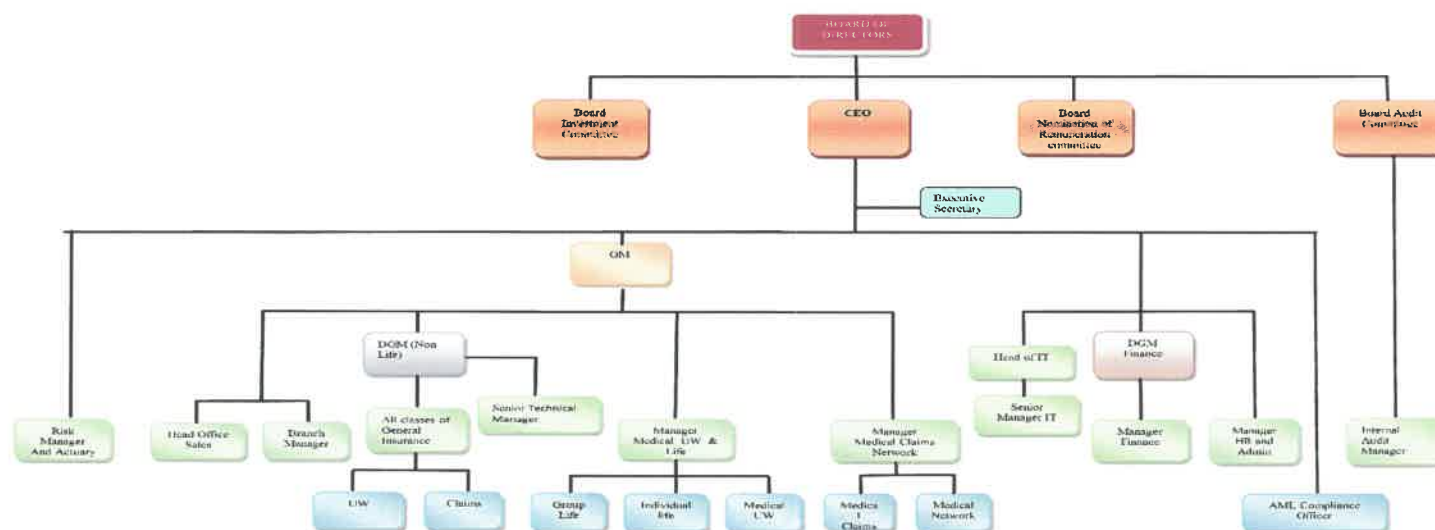 BOARD OF
DIRECTORS
Board
Investment
Committee
CEO
Board
Nomination of
Remuneration
committee
Board Audit
Committee
Executive
Secretary
GM
DGM (Non
Life)
Head of IT
DGM
Finance
Senior Technical
Manager
Senior
Manager IT
Risk
Manager
And Actuary
Head Office
Sales
Branch
Manager
All classes of
General
Insurance
Manager
Medical UW &
Life
Manager
Medical Claims
Network
Manager
Finance
Manager
HR and
Admin
Internal
Audit
Manager
UW
Claims
Group
Life
Individual
life
Medical
UW
Medica
l
Claims
Medical
Network
AML Compliance
Officer